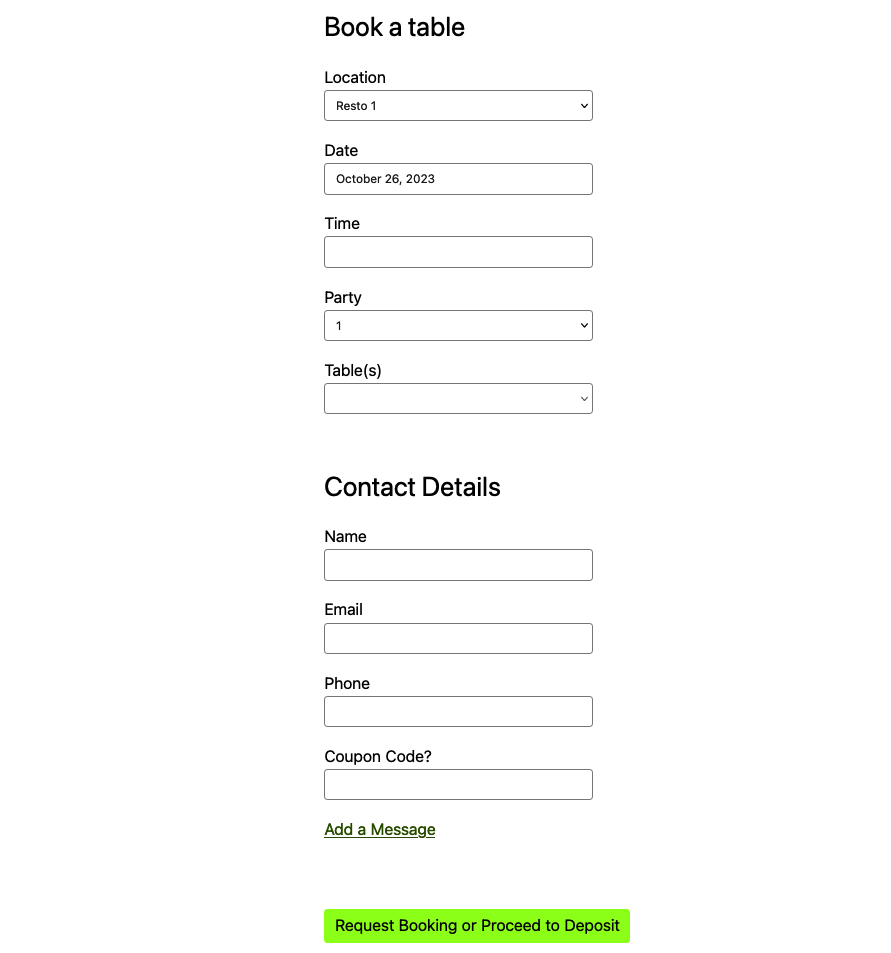 Book a table
Location
Resto 1
Date
October 26, 2023
Time
Party
1
Table(s)
Contact Details
Name
Email
Phone
Coupon Code?
Add a Message
Request Booking or Proceed to Deposit